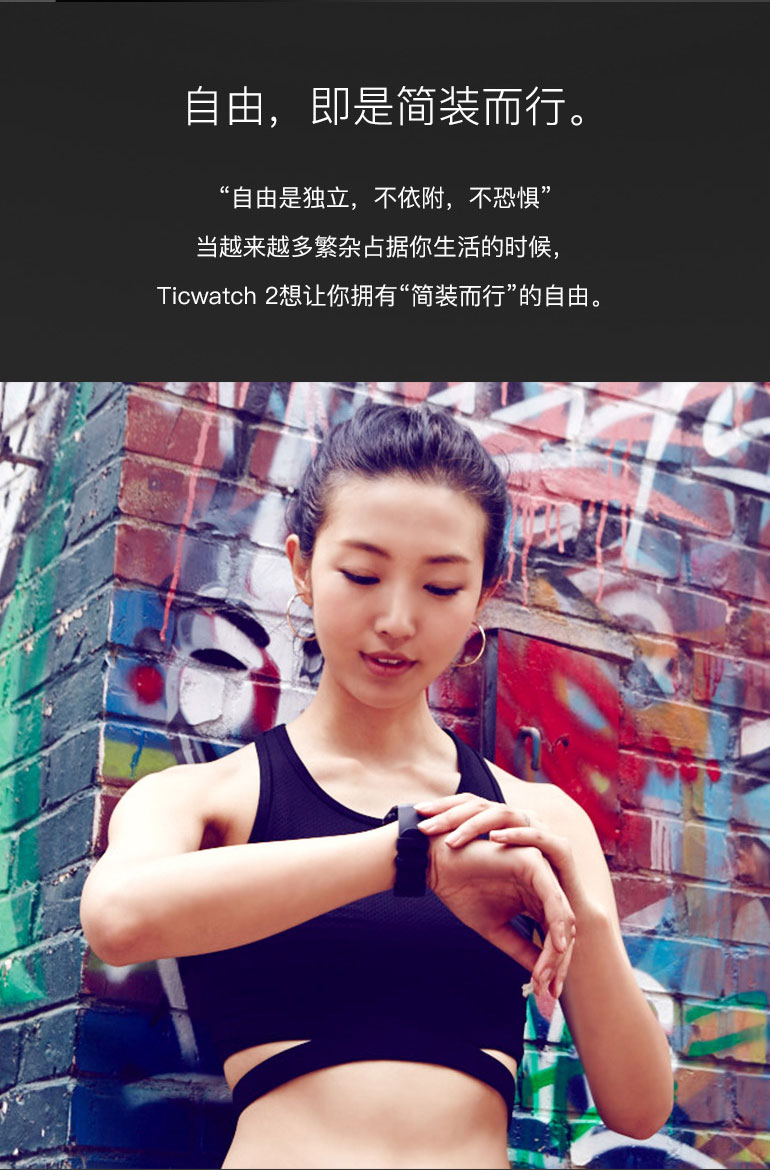 自由，即是简装而行。
“自由是独立，不依附，不恐惧”
当越来越多繁杂占据你生活的时候，
Ticwatch 2想让你拥有“简装而行”的自由。